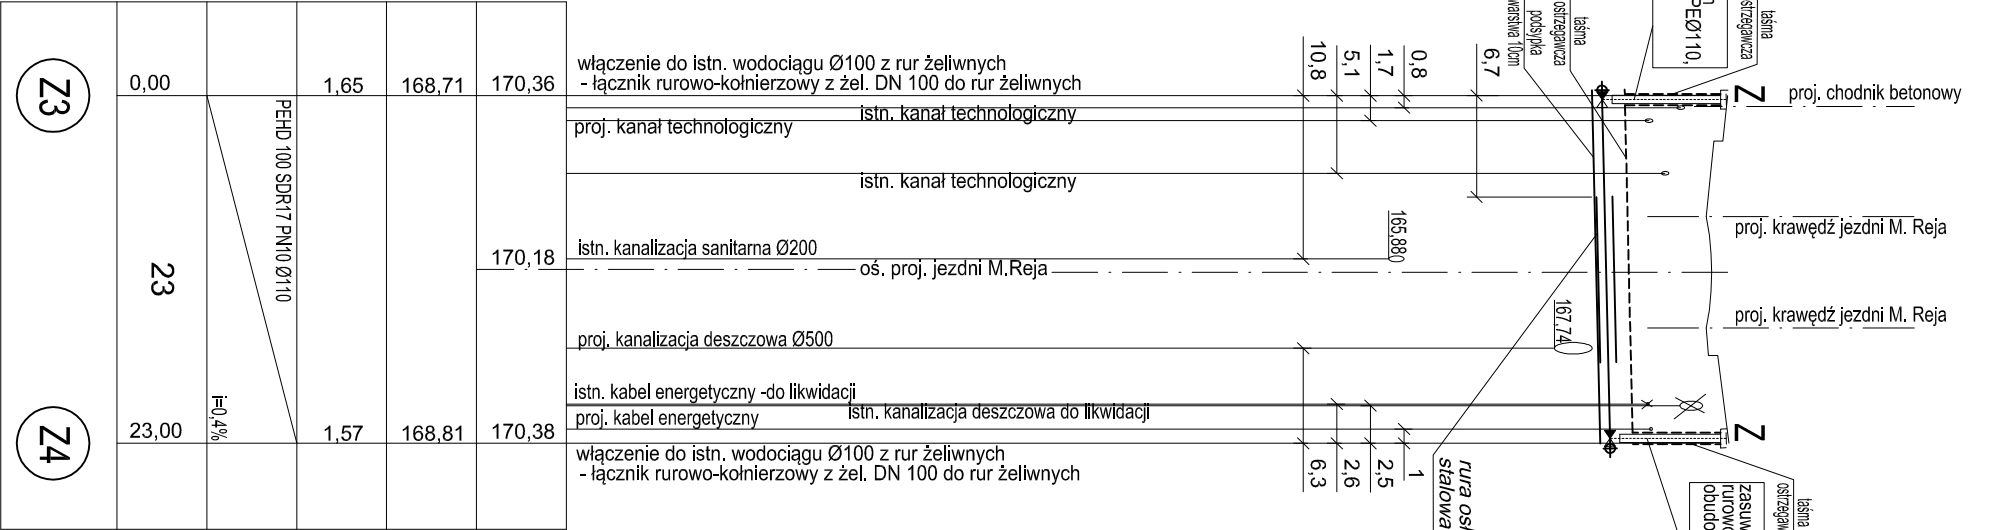 Z3
0,00
1,65
168,71
170,36
włączenie do istn. wodociągu Ø100 z rur żeliwnych
- łącznik rurowo-kołnierzowy z żel. DN 100 do rur żeliwnych
istn. kanał technologiczny
proj. kanał technologiczny
istn. kanał technologiczny
PEHD 100 SDR17 PN10 Ø110
23
170,18
istn. kanalizacja sanitarna Ø200
oś. proj. jezdni M.Reja
proj. kanalizacja deszczowa Ø500
istn. kabel energetyczny -do likwidacji
istn. kanalizacja deszczowa do likwidacji
proj. kabel energetyczny
i=0,4%
Z4
23,00
1,57
168,81
170,38
włączenie do istn. wodociągu Ø100 z rur żeliwnych
- łącznik rurowo-kołnierzowy z żel. DN 100 do rur żeliwnych
10,8
5,1
1,7
0,8
6,7
165,880
167,74
6,3
2,6
2,5
1
podsypka
warstwa 10cm
taśma
ostrzegawcza
PEØ110,
taśma
Z
proj. chodnik betonowy
proj. krawędź jezdni M. Reja
proj. krawędź jezdni M. Reja
Z
rura
stalowa
taśma